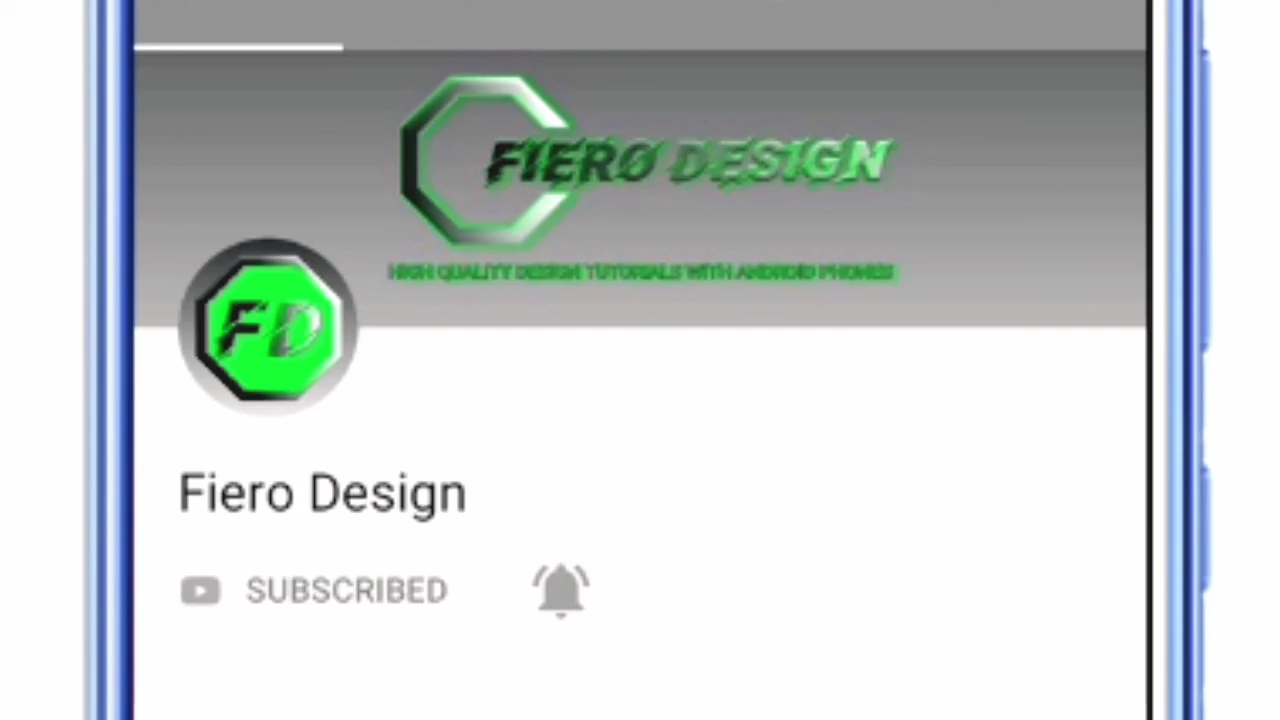 FIERO DESIGN
HIGH QUALITY DESIGN TUTORIALS WITH ANDROID PHONES
FD
Fiero Design
SUBSCRIBED